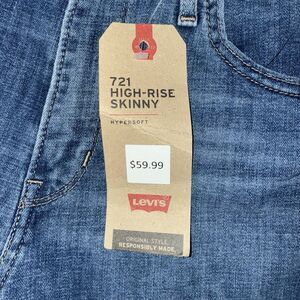 721
HIGH-RISE
SKINNY
HYPERSOFT
$59.99
Levi's
ORIGINAL STYLE
RESPONSIBLY MADE